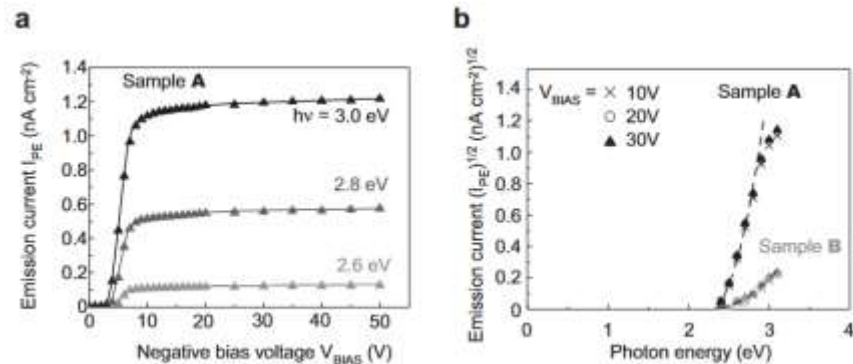 a
Emission current I_PE (nA cm⁻²)
1.4
1.2
1.0
0.8
0.6
0.4
0.2
0
Sample A
hν = 3.0 eV
2.8 eV
2.6 eV
0 10 20 30 40 50
Negative bias voltage V_BIAS (V)
b
Emission current (I_PE)^1/2 (nA cm⁻²)^1/2
1.4
1.2
1.0
0.8
0.6
0.4
0.2
0
V_BIAS = × 10V
○ 20V
▲ 30V
Sample A
Sample B
0 1 2 3 4
Photon energy (eV)